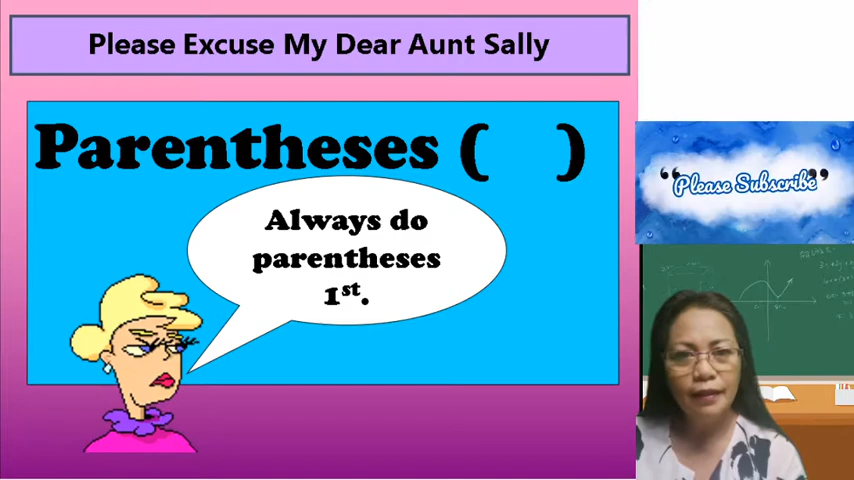 Please Excuse My Dear Aunt Sally
Parentheses ( )
Always do
parentheses
1st.
“Please Subscribe”